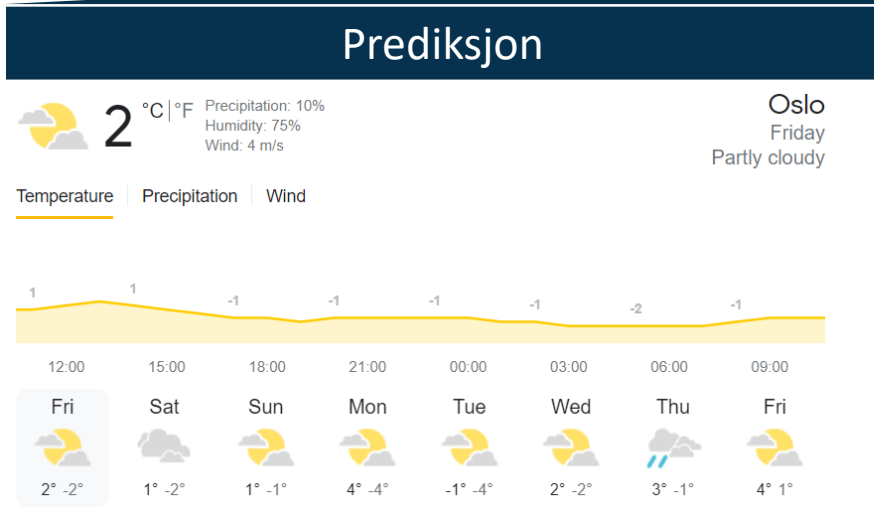 Prediksjon
2 °C | °F
Precipitation: 10%
Humidity: 75%
Wind: 4 m/s
Oslo
Friday
Partly cloudy
Temperature Precipitation Wind
1 1 -1 -1 -1 -1 -2 -1
12:00 15:00 18:00 21:00 00:00 03:00 06:00 09:00
Fri Sat Sun Mon Tue Wed Thu Fri
2° -2° 1° -2° 1° -1° 4° -4° -1° -4° 2° -2° 3° -1° 4° 1°